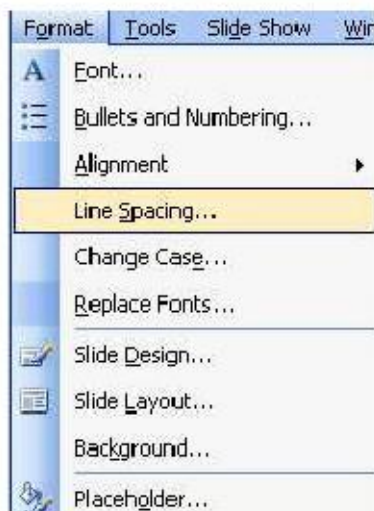 Format Tools Slide Show Win
Font...
Bullets and Numbering...
Alignment
Line Spacing...
Change Case...
Replace Fonts...
Slide Design...
Slide Layout...
Background...
Placeholder...